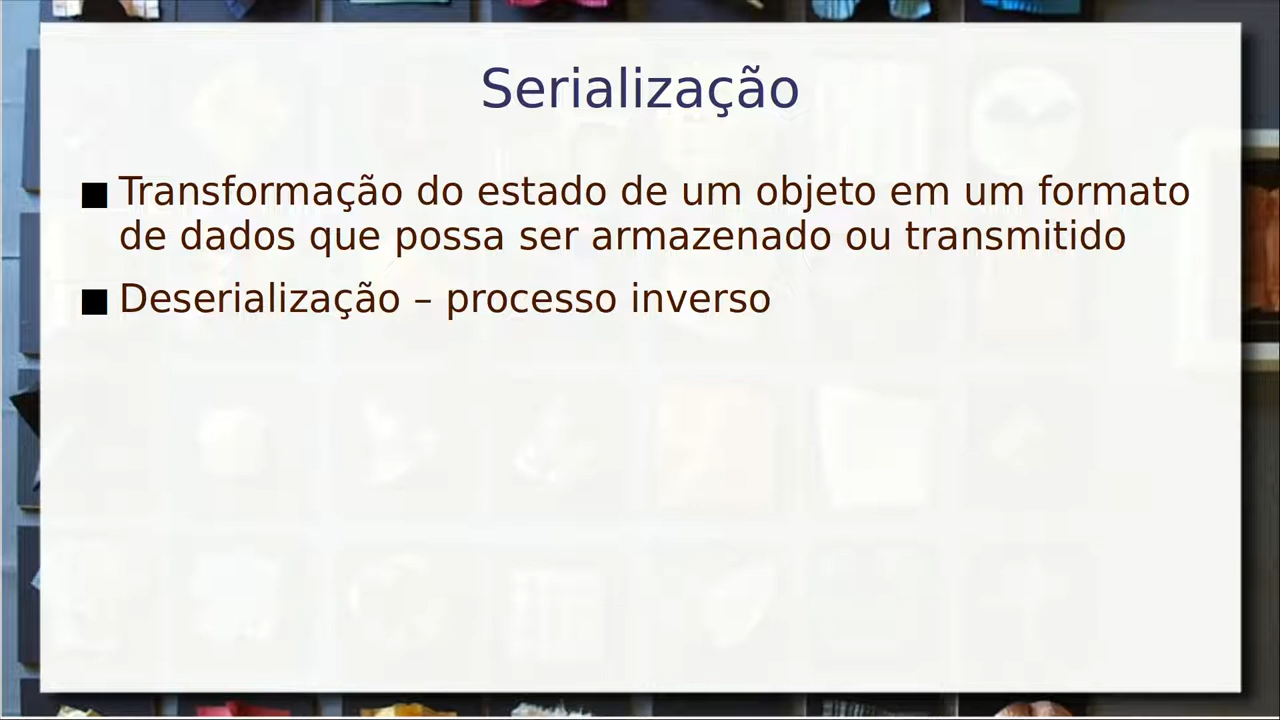 Serialização
■ Transformação do estado de um objeto em um formato
de dados que possa ser armazenado ou transmitido
■ Deserialização – processo inverso